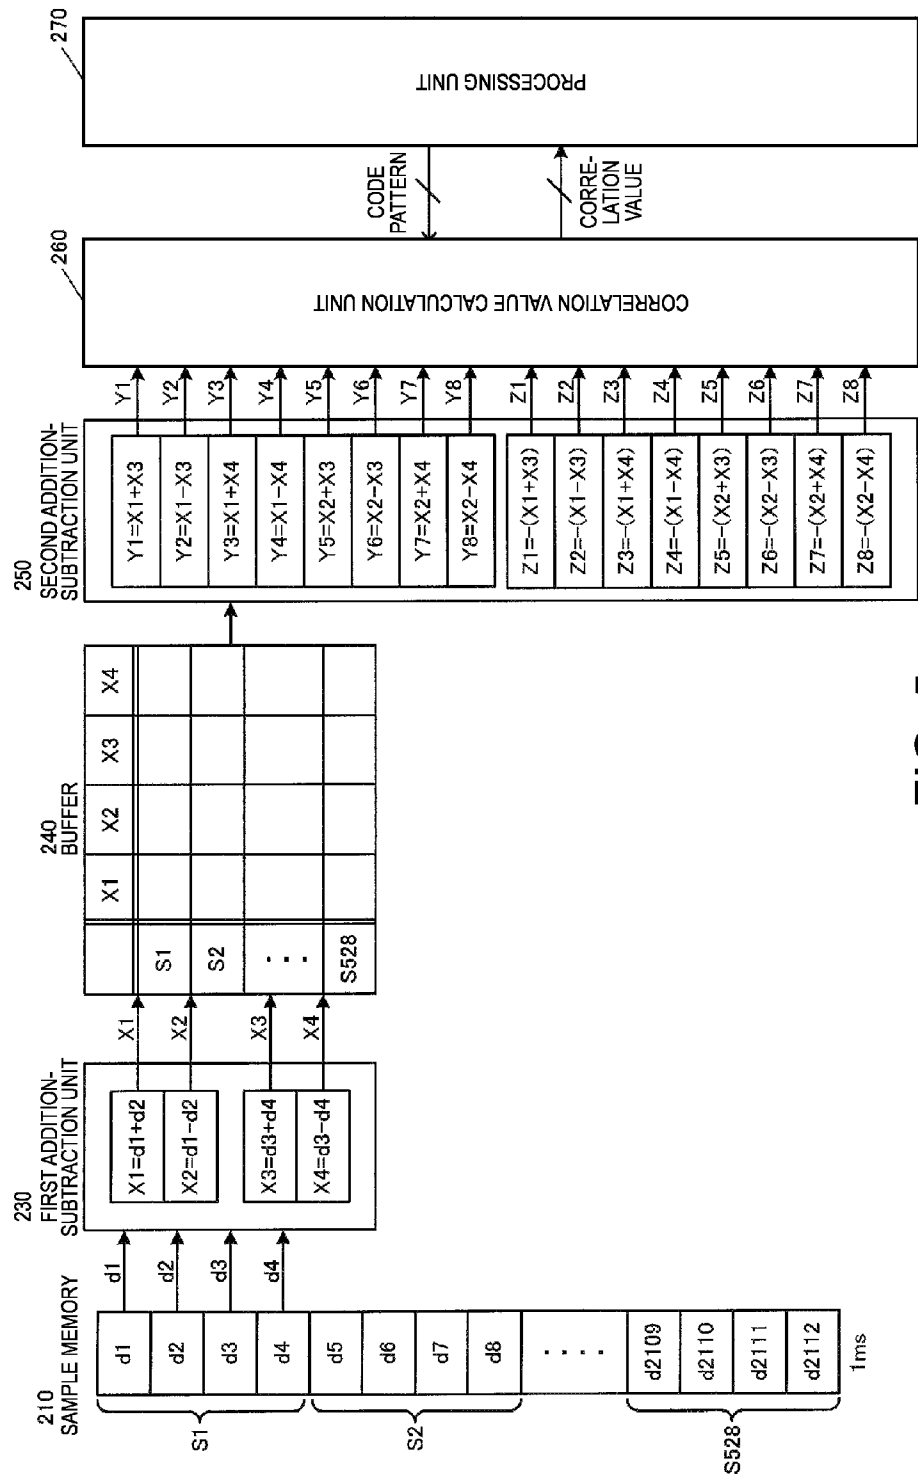 210
SAMPLE MEMORY
S1
S2
S528
d1
d2
d3
d4
d5
d6
d7
d8
· · · ·
d2109
d2110
d2111
d2112
1ms
d1
d2
d3
d4
230
FIRST ADDITION-
SUBTRACTION UNIT
X1=d1+d2
X2=d1-d2
X3=d3+d4
X4=d3-d4
X1
X2
X3
X4
240
BUFFER
X1
X2
X3
X4
S1
S2
· · ·
S528
250
SECOND ADDITION-
SUBTRACTION UNIT
Y1=X1+X3
Y2=X1-X3
Y3=X1+X4
Y4=X1-X4
Y5=X2+X3
Y6=X2-X3
Y7=X2+X4
Y8=X2-X4
Z1=-(X1+X3)
Z2=-(X1-X3)
Z3=-(X1+X4)
Z4=-(X1-X4)
Z5=-(X2+X3)
Z6=-(X2-X3)
Z7=-(X2+X4)
Z8=-(X2-X4)
Y1
Y2
Y3
Y4
Y5
Y6
Y7
Y8
Z1
Z2
Z3
Z4
Z5
Z6
Z7
Z8
260
CORRELATION VALUE CALCULATION UNIT
CODE
PATTERN
CORRE-
LATION
VALUE
270
PROCESSING UNIT